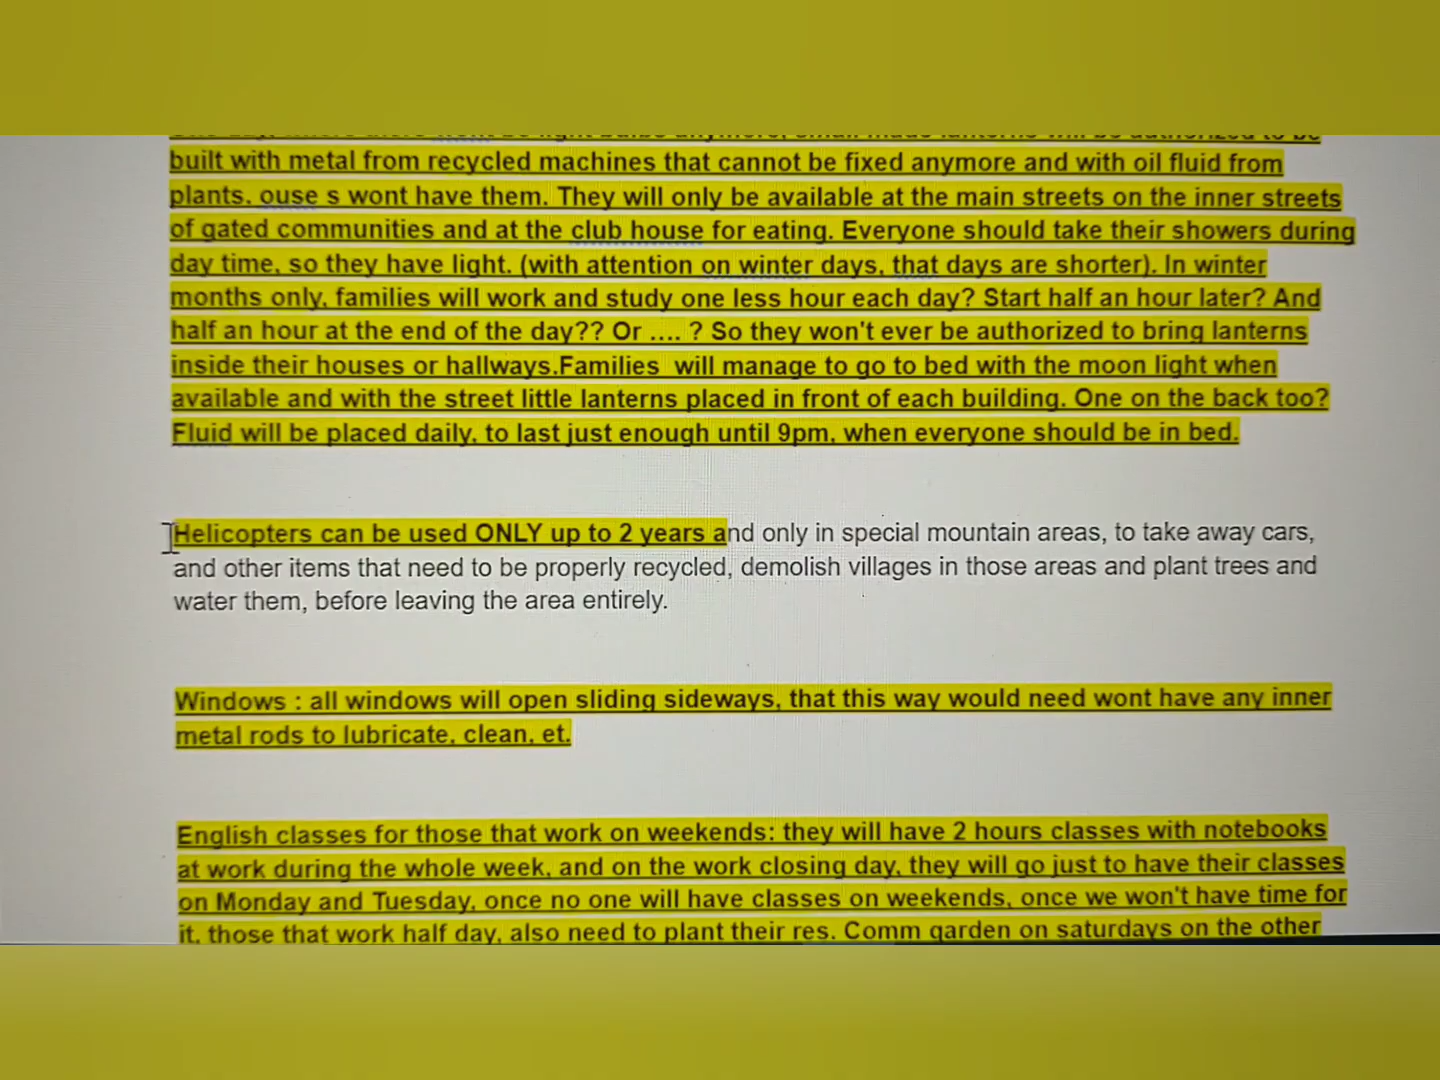 built with metal from recycled machines that cannot be fixed anymore and with oil fluid from
plants. ouse s wont have them. They will only be available at the main streets on the inner streets
of gated communities and at the club house for eating. Everyone should take their showers during
day time, so they have light. (with attention on winter days, that days are shorter). In winter
months only, families will work and study one less hour each day? Start half an hour later? And
half an hour at the end of the day?? Or .... ? So they won't ever be authorized to bring lanterns
inside their houses or hallways.Families  will manage to go to bed with the moon light when
available and with the street little lanterns placed in front of each building. One on the back too?
Fluid will be placed daily, to last just enough until 9pm, when everyone should be in bed.
Helicopters can be used ONLY up to 2 years and only in special mountain areas, to take away cars,
and other items that need to be properly recycled, demolish villages in those areas and plant trees and
water them, before leaving the area entirely.
Windows : all windows will open sliding sideways, that this way would need wont have any inner
metal rods to lubricate, clean, et.
English classes for those that work on weekends: they will have 2 hours classes with notebooks
at work during the whole week, and on the work closing day, they will go just to have their classes
on Monday and Tuesday, once no one will have classes on weekends, once we won't have time for
it, those that work half day, also need to plant their res. Comm garden on saturdays on the other